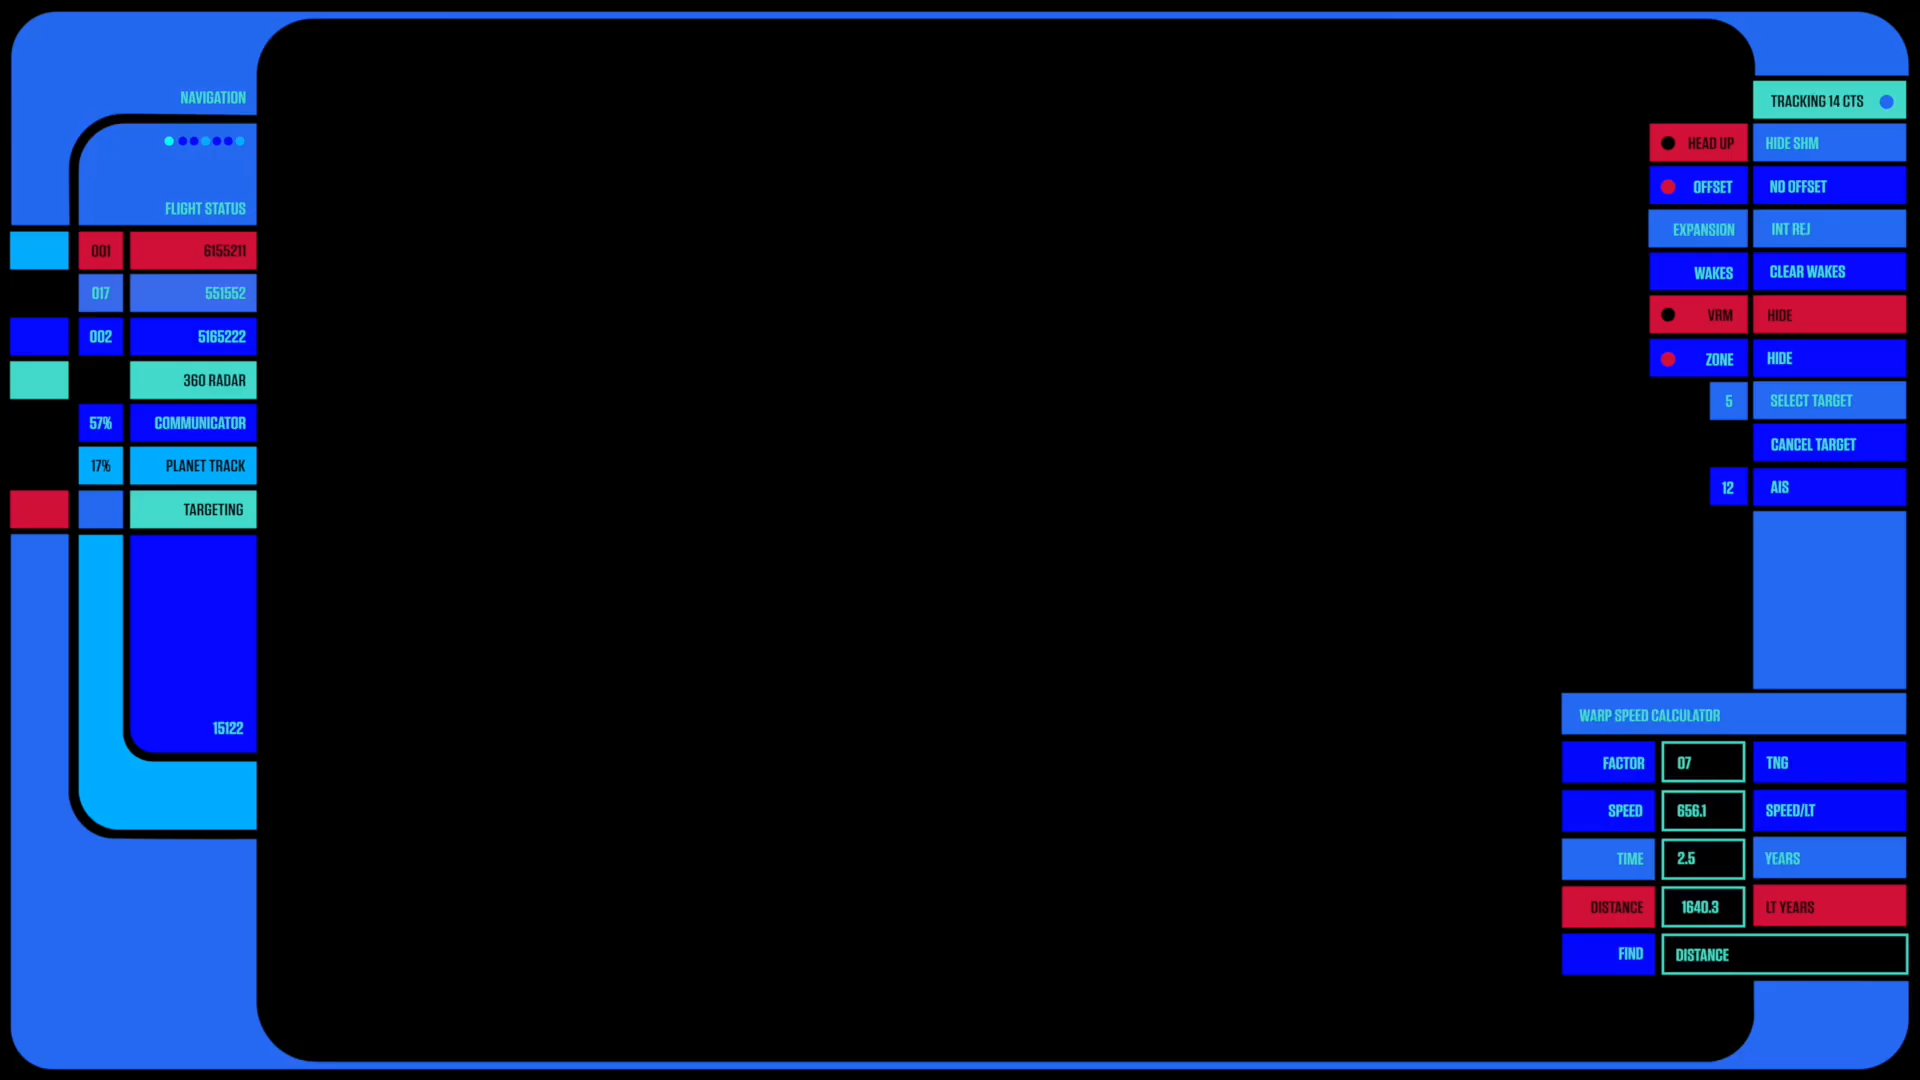 NAVIGATION
FLIGHT STATUS
001 6155211
017 551552
002 5165222
360 RADAR
57% COMMUNICATOR
17% PLANET TRACK
TARGETING
15122
TRACKING 14 CTS
HEAD UP HIDE SHM
OFFSET NO OFFSET
EXPANSION INT REJ
WAKES CLEAR WAKES
VRM HIDE
ZONE HIDE
5 SELECT TARGET
CANCEL TARGET
12 AIS
WARP SPEED CALCULATOR
FACTOR 07 TNG
SPEED 656.1 SPEED/LT
TIME 2.5 YEARS
DISTANCE 1640.3 LT YEARS
FIND DISTANCE